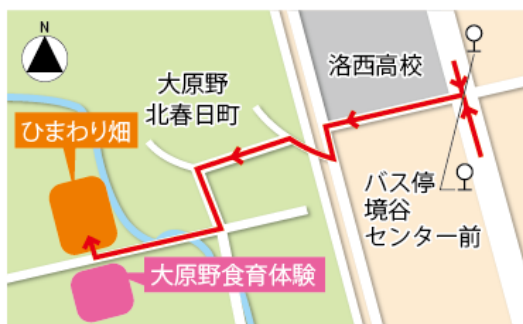 N
洛西高校
大原野
北春日町
ひまわり畑
バス停
境谷
センター前
大原野食育体験